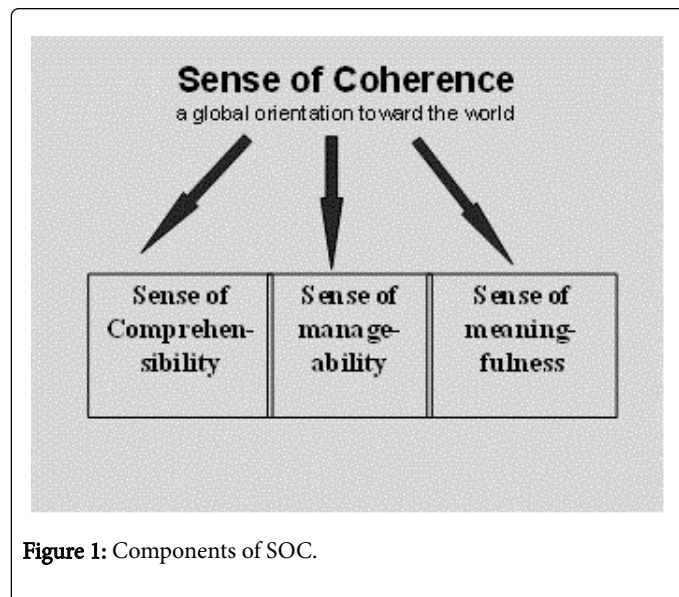 Sense of Coherence
a global orientation toward the world
Sense of
Comprehen-
sibility
Sense of
manage-
ability
Sense of
meaning-
fulness
Figure 1: Components of SOC.